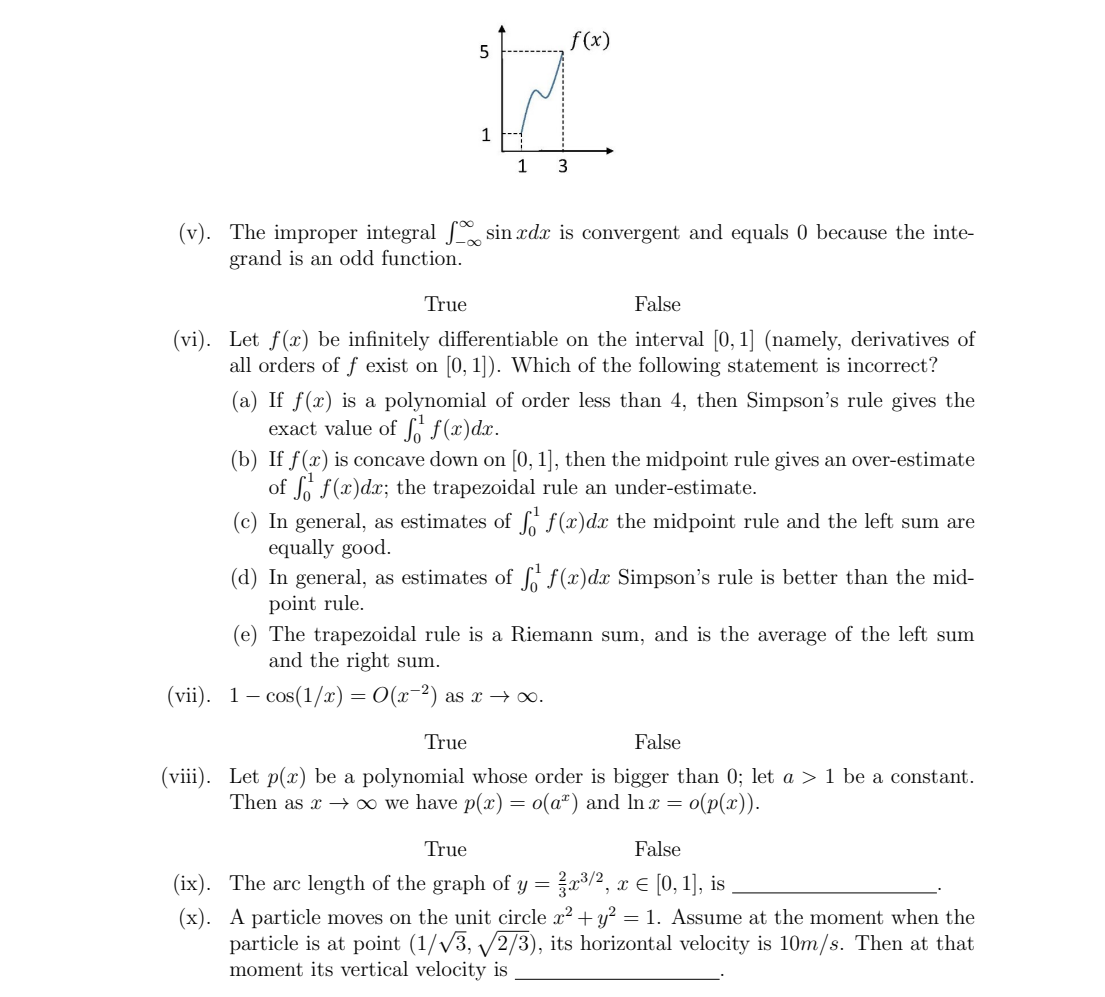 5
f(x)
1
1 3
(v). The improper integral ∫_{−∞}^{∞} sin xdx is convergent and equals 0 because the inte-
grand is an odd function.
True False
(vi). Let f(x) be infinitely differentiable on the interval [0, 1] (namely, derivatives of
all orders of f exist on [0, 1]). Which of the following statement is incorrect?
(a) If f(x) is a polynomial of order less than 4, then Simpson's rule gives the
exact value of ∫_0^1 f(x)dx.
(b) If f(x) is concave down on [0, 1], then the midpoint rule gives an over-estimate
of ∫_0^1 f(x)dx; the trapezoidal rule an under-estimate.
(c) In general, as estimates of ∫_0^1 f(x)dx the midpoint rule and the left sum are
equally good.
(d) In general, as estimates of ∫_0^1 f(x)dx Simpson's rule is better than the mid-
point rule.
(e) The trapezoidal rule is a Riemann sum, and is the average of the left sum
and the right sum.
(vii). 1 − cos(1/x) = O(x^{−2}) as x → ∞.
True False
(viii). Let p(x) be a polynomial whose order is bigger than 0; let a > 1 be a constant.
Then as x → ∞ we have p(x) = o(a^x) and ln x = o(p(x)).
True False
(ix). The arc length of the graph of y = 2/3 x^{3/2}, x ∈ [0, 1], is ____________________.
(x). A particle moves on the unit circle x² + y² = 1. Assume at the moment when the
particle is at point (1/√3, √(2/3)), its horizontal velocity is 10m/s. Then at that
moment its vertical velocity is ____________________.